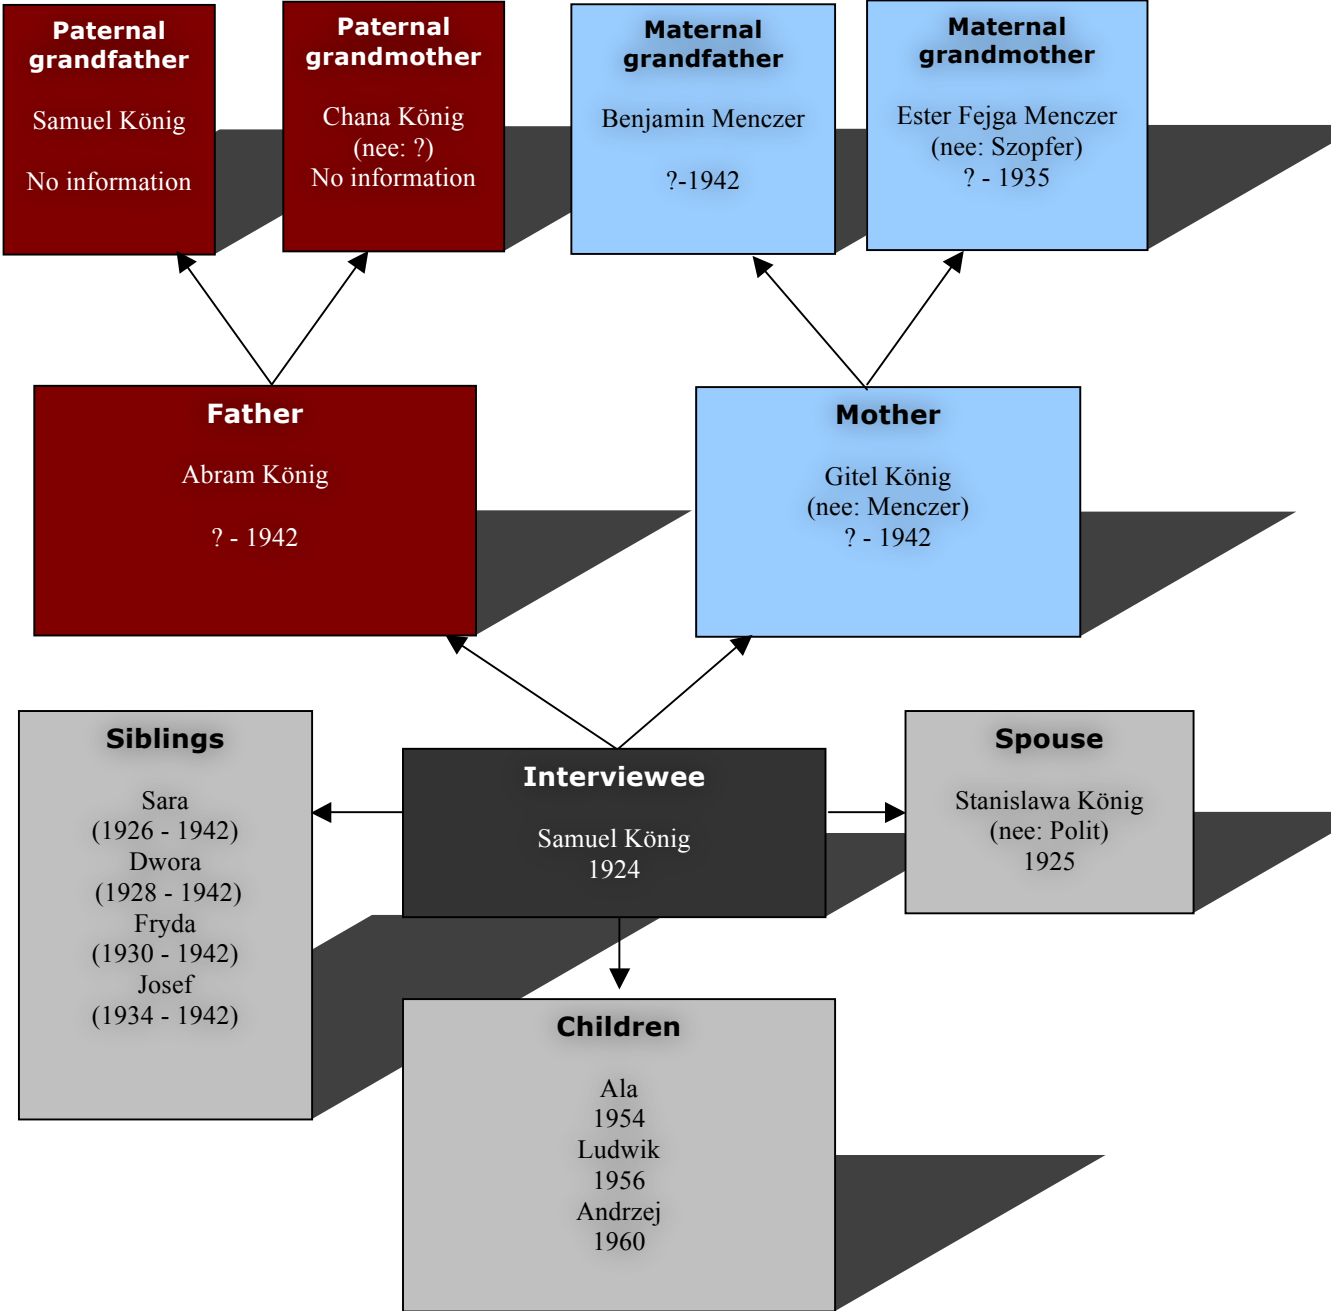 Paternal
grandfather
Samuel König
No information
Paternal
grandmother
Chana König
(nee: ?)
No information
Maternal
grandfather
Benjamin Menczer
?-1942
Maternal
grandmother
Ester Fejga Menczer
(nee: Szopfer)
? - 1935
Father
Abram König
? - 1942
Mother
Gitel König
(nee: Menczer)
? - 1942
Siblings
Sara
(1926 - 1942)
Dwora
(1928 - 1942)
Fryda
(1930 - 1942)
Josef
(1934 - 1942)
Interviewee
Samuel König
1924
Spouse
Stanislawa König
(nee: Polit)
1925
Children
Ala
1954
Ludwik
1956
Andrzej
1960